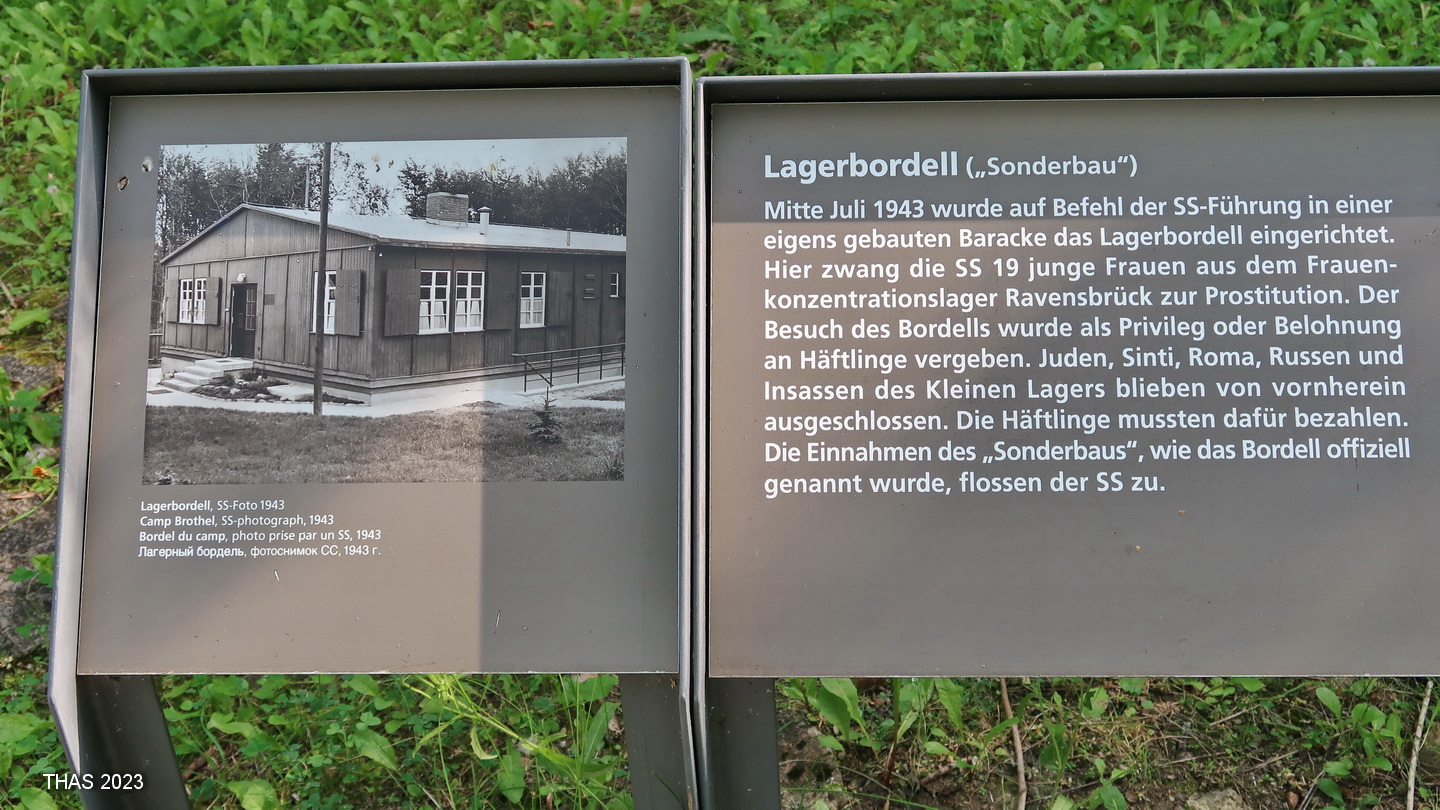 Lagerbordell, SS-Foto 1943
Camp Brothel, SS-photograph, 1943
Bordel du camp, photo prise par un SS, 1943
Лагерный бордель, фотоснимок СС, 1943 г.
Lagerbordell („Sonderbau“)
Mitte Juli 1943 wurde auf Befehl der SS-Führung in einer
eigens gebauten Baracke das Lagerbordell eingerichtet.
Hier zwang die SS 19 junge Frauen aus dem Frauen-
konzentrationslager Ravensbrück zur Prostitution. Der
Besuch des Bordells wurde als Privileg oder Belohnung
an Häftlinge vergeben. Juden, Sinti, Roma, Russen und
Insassen des Kleinen Lagers blieben von vornherein
ausgeschlossen. Die Häftlinge mussten dafür bezahlen.
Die Einnahmen des „Sonderbaus“, wie das Bordell offiziell
genannt wurde, flossen der SS zu.
THAS 2023